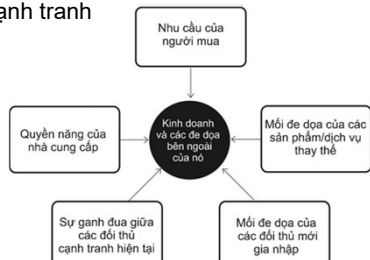 ạnh tranh
Nhu cầu của
người mua
Quyền năng của
nhà cung cấp
Kinh doanh
và các đe dọa
bên ngoài
của nó
Mối đe dọa của các
sản phẩm/dịch vụ
thay thế
Sự ganh đua giữa
các đối thủ
cạnh tranh hiện tại
Mối đe dọa của
các đối thủ mới
gia nhập